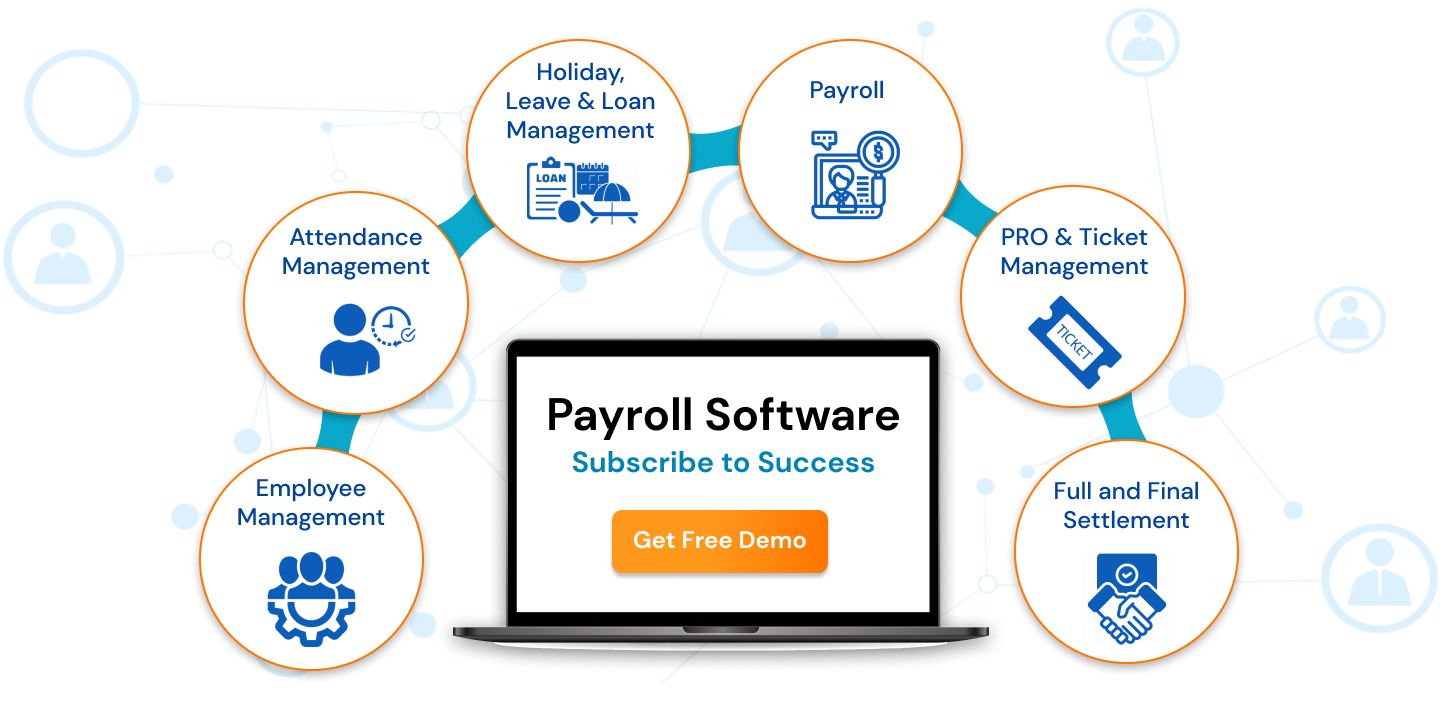 Holiday,
Leave & Loan
Management
LOAN
Payroll
$
Attendance
Management
PRO & Ticket
Management
TICKET
Employee
Management
Payroll Software
Subscribe to Success
Get Free Demo
Full and Final
Settlement